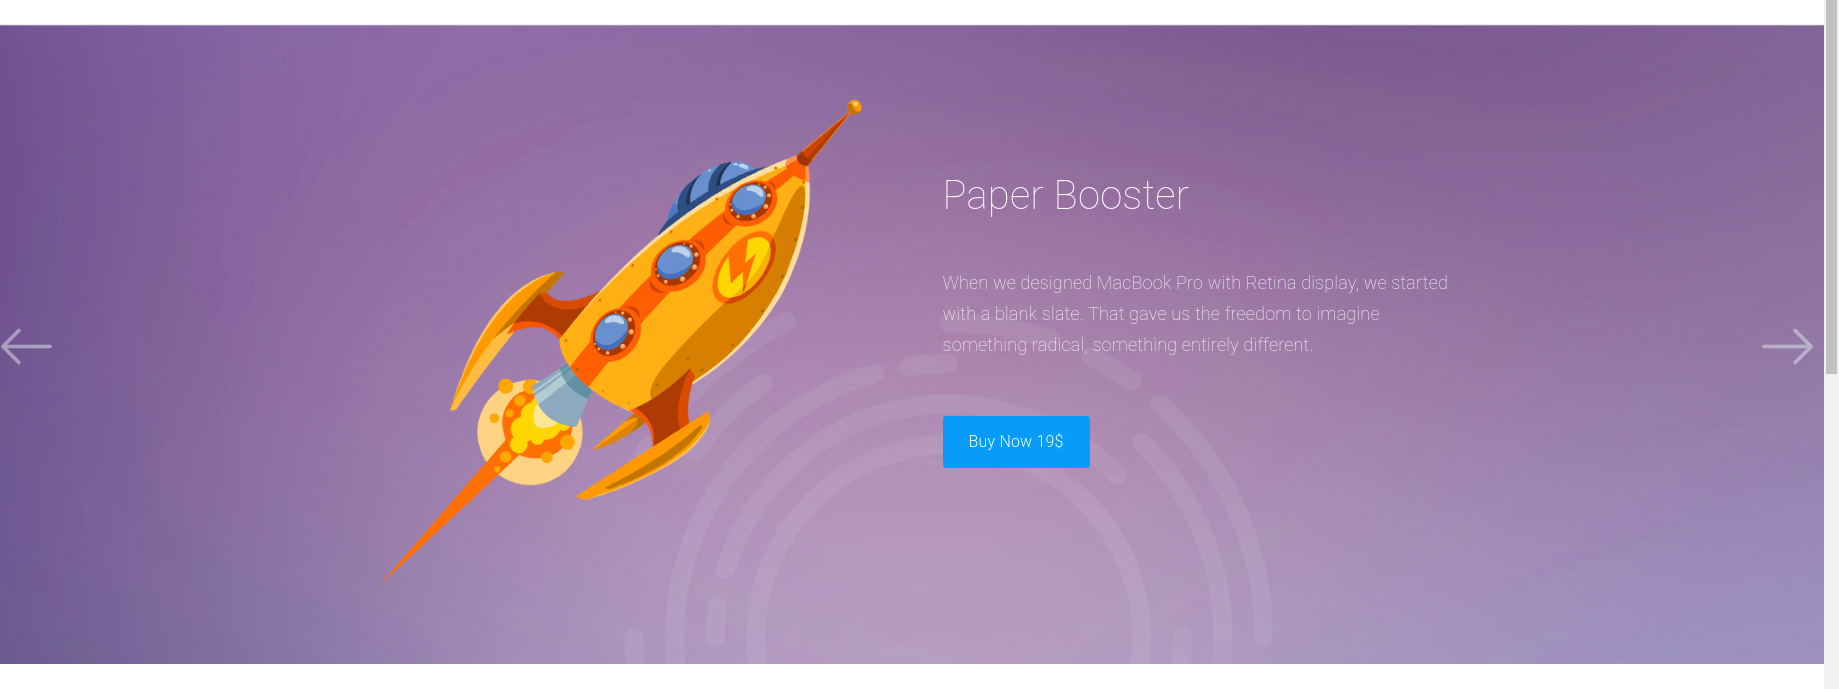 Paper Booster
When we designed MacBook Pro with Retina display, we started
with a blank slate. That gave us the freedom to imagine
something radical, something entirely different.
Buy Now 19$